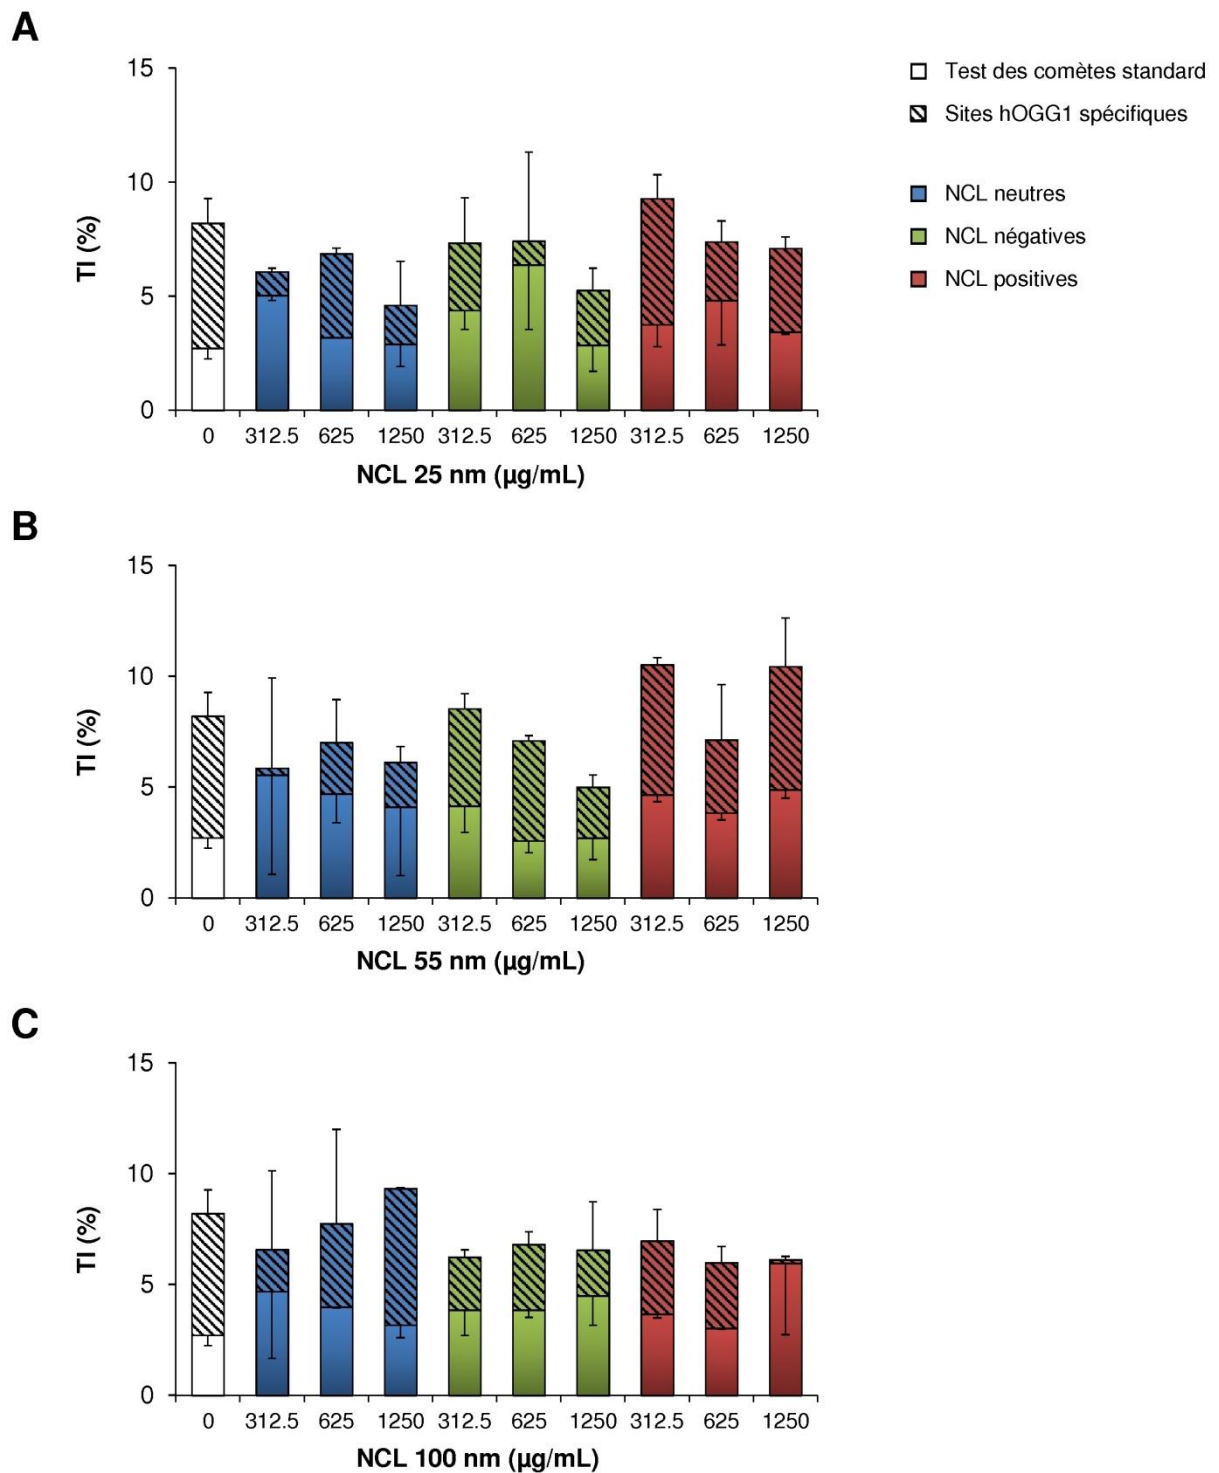 A
15
10
5
0
TI (%)
0 312.5 625 1250 312.5 625 1250 312.5 625 1250
NCL 25 nm (µg/mL)
Test des comètes standard
Sites hOGG1 spécifiques
NCL neutres
NCL négatives
NCL positives
B
15
10
5
0
TI (%)
0 312.5 625 1250 312.5 625 1250 312.5 625 1250
NCL 55 nm (µg/mL)
C
15
10
5
0
TI (%)
0 312.5 625 1250 312.5 625 1250 312.5 625 1250
NCL 100 nm (µg/mL)